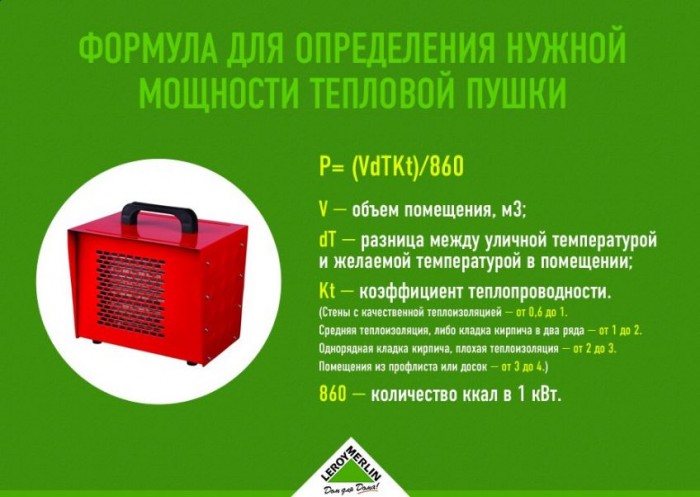 ФОРМУЛА ДЛЯ ОПРЕДЕЛЕНИЯ НУЖНОЙ
МОЩНОСТИ ТЕПЛОВОЙ ПУШКИ
P= (VdTKt)/860
V – объем помещения, м3;
dT – разница между уличной температурой
и желаемой температурой в помещении;
Kt – коэффициент теплопроводности.
(Стены с качественной теплоизоляцией – от 0,6 до 1.
Средняя теплоизоляция, либо кладка кирпича в два ряда – от 1 до 2.
Однорядная кладка кирпича, плохая теплоизоляция – от 2 до 3.
Помещения из профлиста или досок – от 3 до 4.)
860 – количество ккал в 1 кВт.
LEROY MERLIN
Дом для Дома!